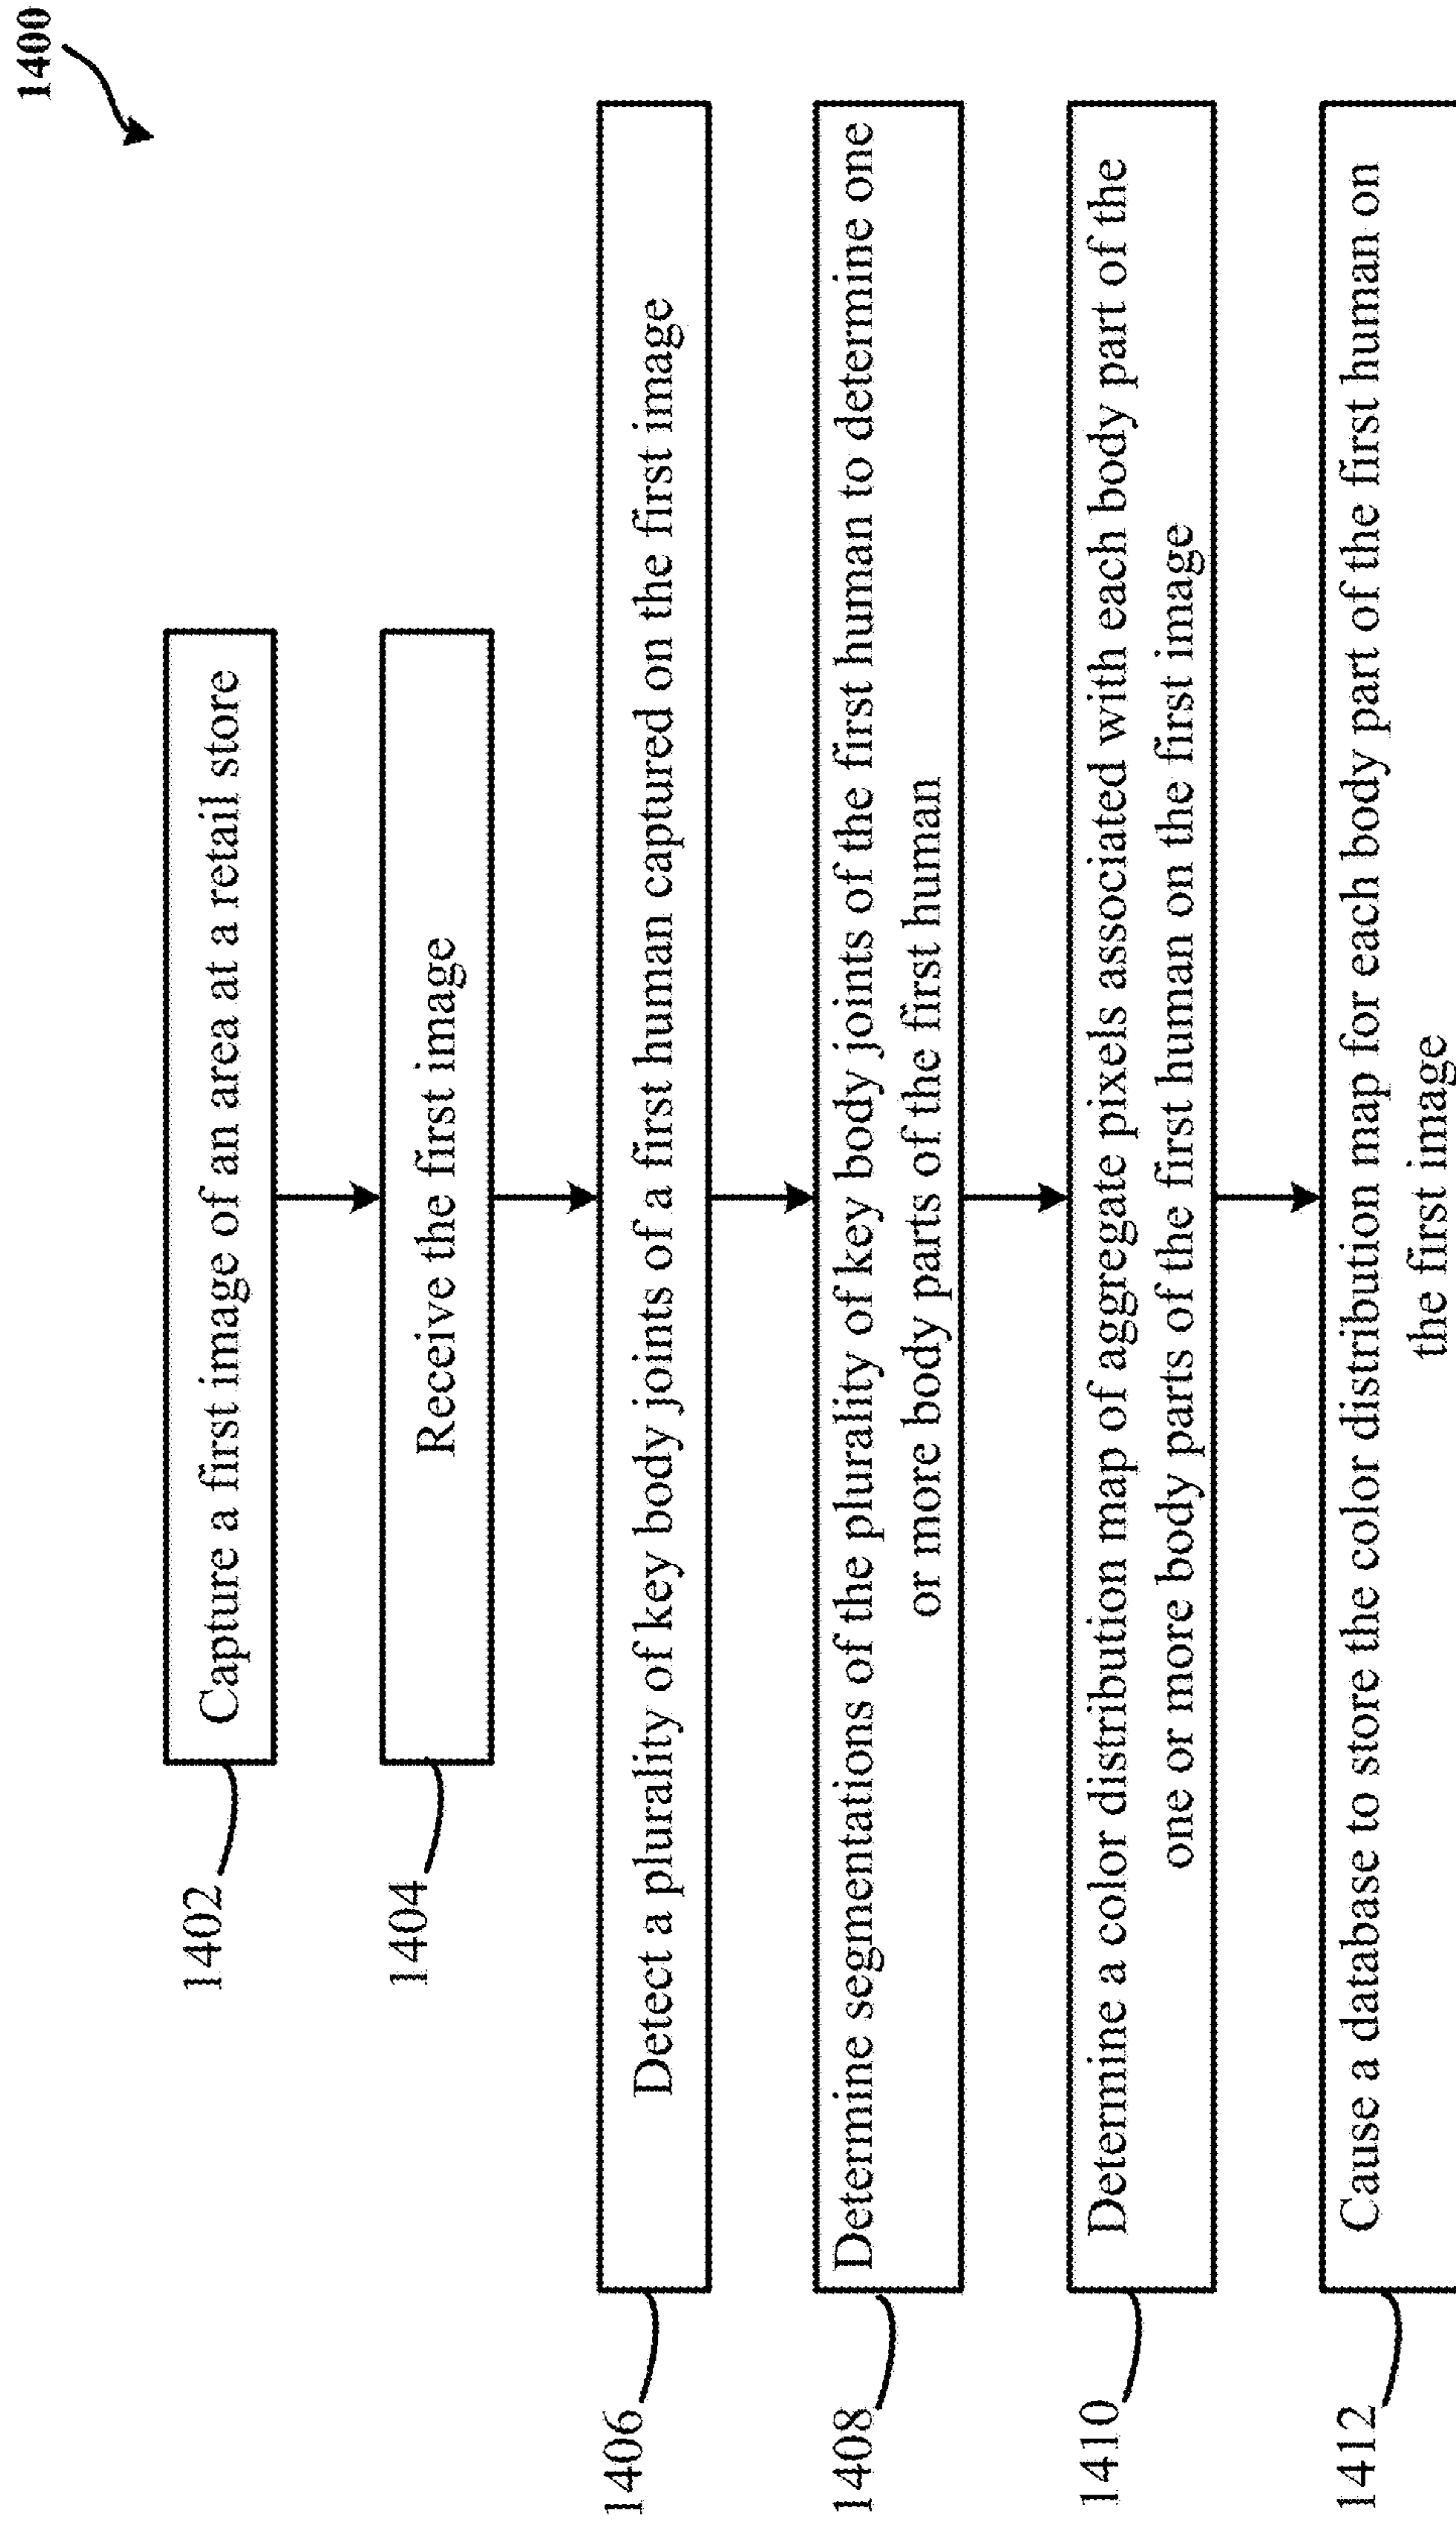 1400
1402
Capture a first image of an area at a retail store
1404
Receive the first image
1406
Detect a plurality of key body joints of a first human captured on the first image
1408
Determine segmentations of the plurality of key body joints of the first human to determine one
or more body parts of the first human
1410
Determine a color distribution map of aggregate pixels associated with each body part of the
one or more body parts of the first human on the first image
1412
Cause a database to store the color distribution map for each body part of the first human on
the first image